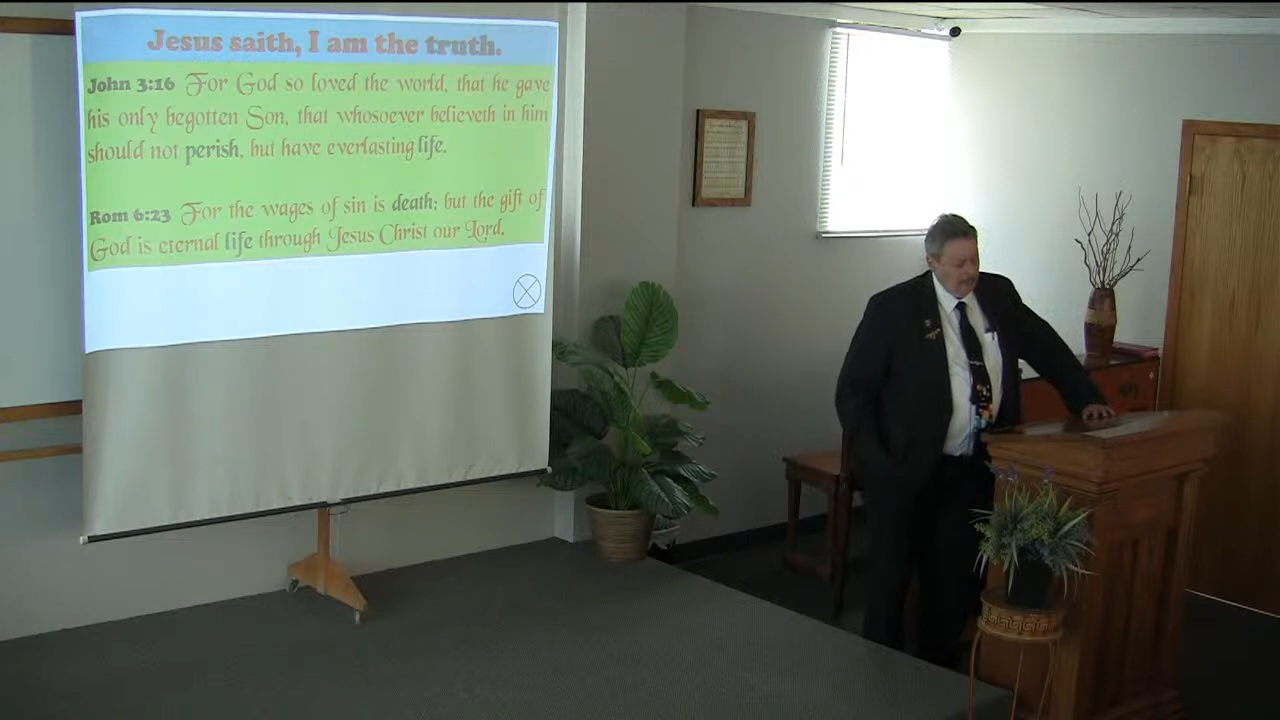 Jesus saith, I am the truth.
John 3:16 For God so loved the world, that he gave
his only begotten Son, that whosoever believeth in him
should not perish, but have everlasting life.
Rom 6:23 For the wages of sin is death; but the gift of
God is eternal life through Jesus Christ our Lord.